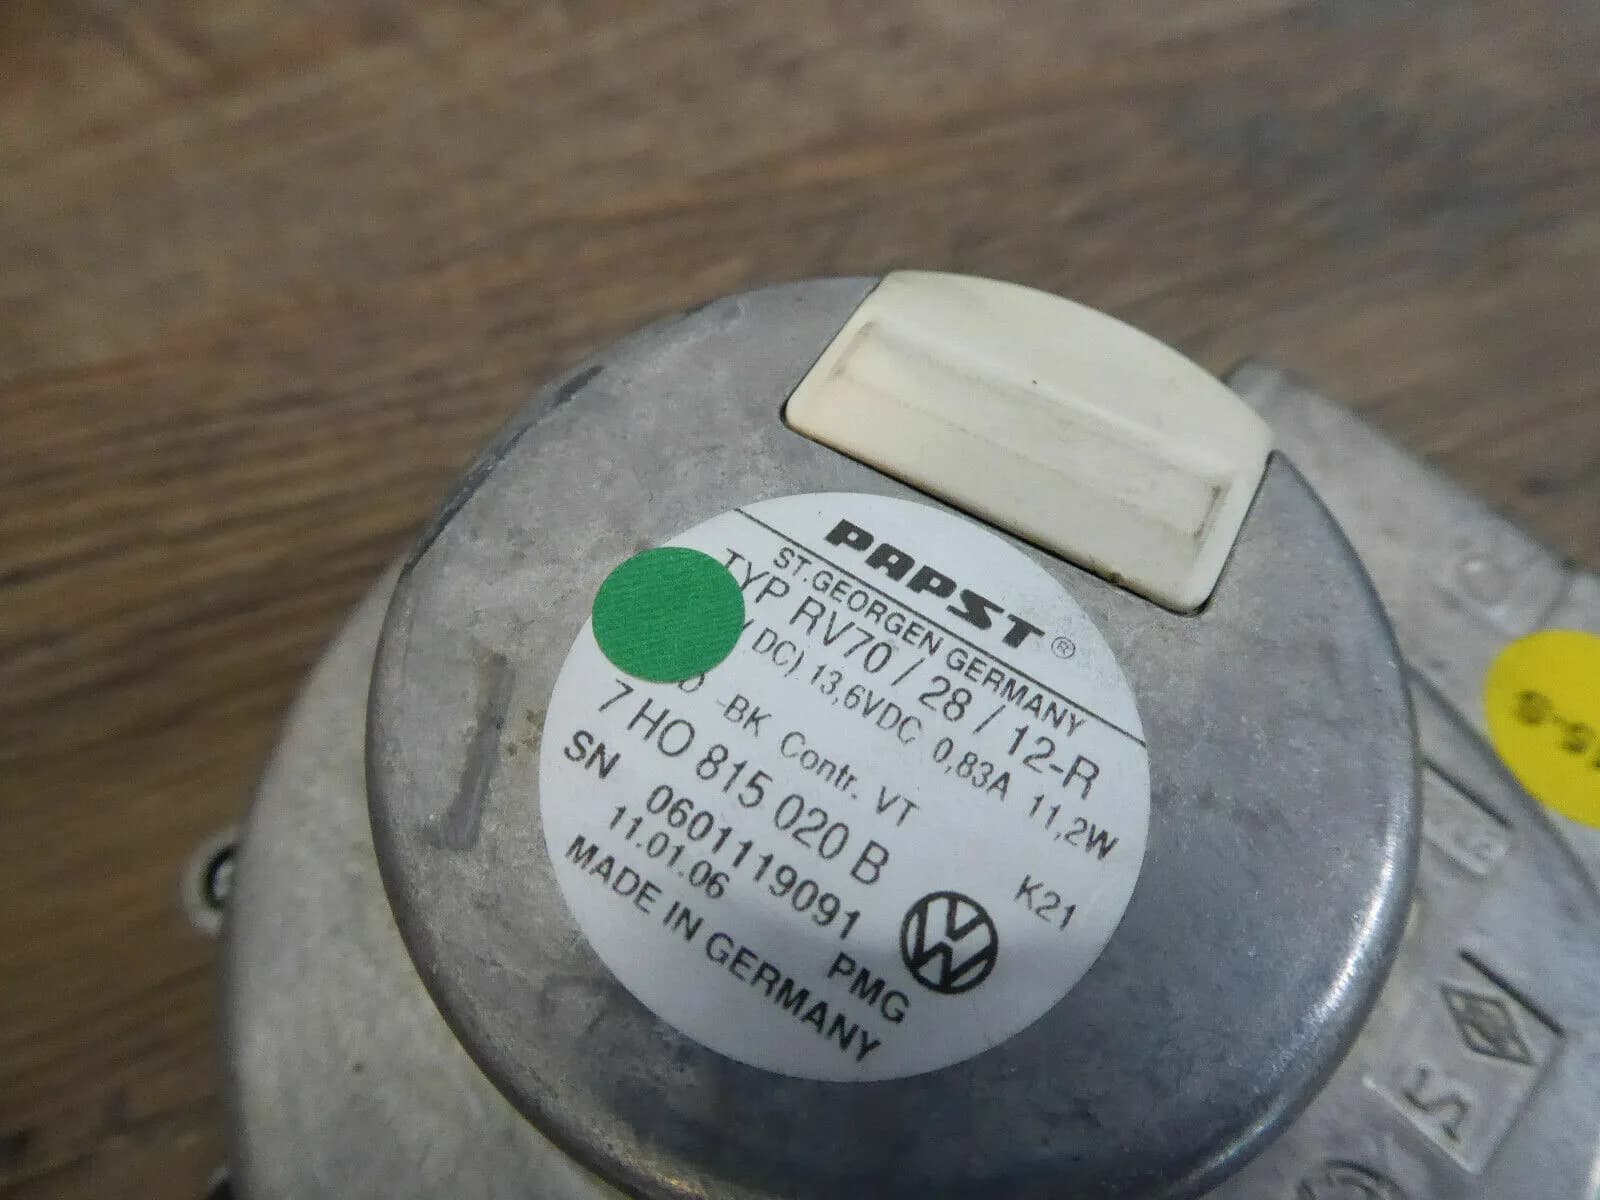 PAPST®
ST.GEORGEN GERMANY
TYP RV70 / 28 / 12-R
DC) 13,6VDC 0,83A 11,2W
-BK Contr. VT
K21
7 HO 815 020 B
SN 0601119091
11.01.06 PMG
MADE IN GERMANY